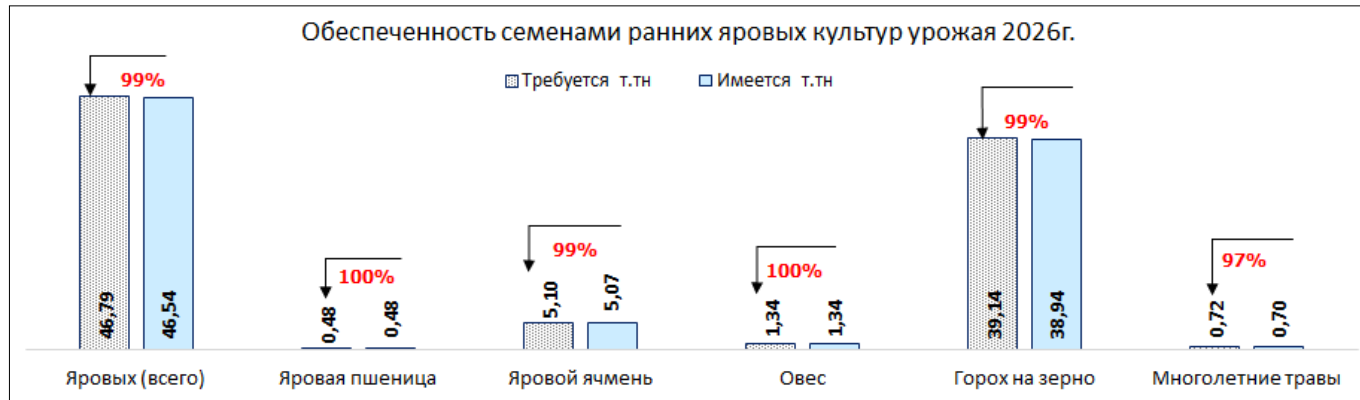 Обеспеченность семенами ранних яровых культур урожая 2026г.
Требуется т.тн Имеется т.тн
99%
46,79 46,54
Яровых (всего)
100%
0,48 0,48
Яровая пшеница
99%
5,10 5,07
Яровой ячмень
100%
1,34 1,34
Овес
99%
39,14 38,94
Горох на зерно
97%
0,72 0,70
Многолетние травы